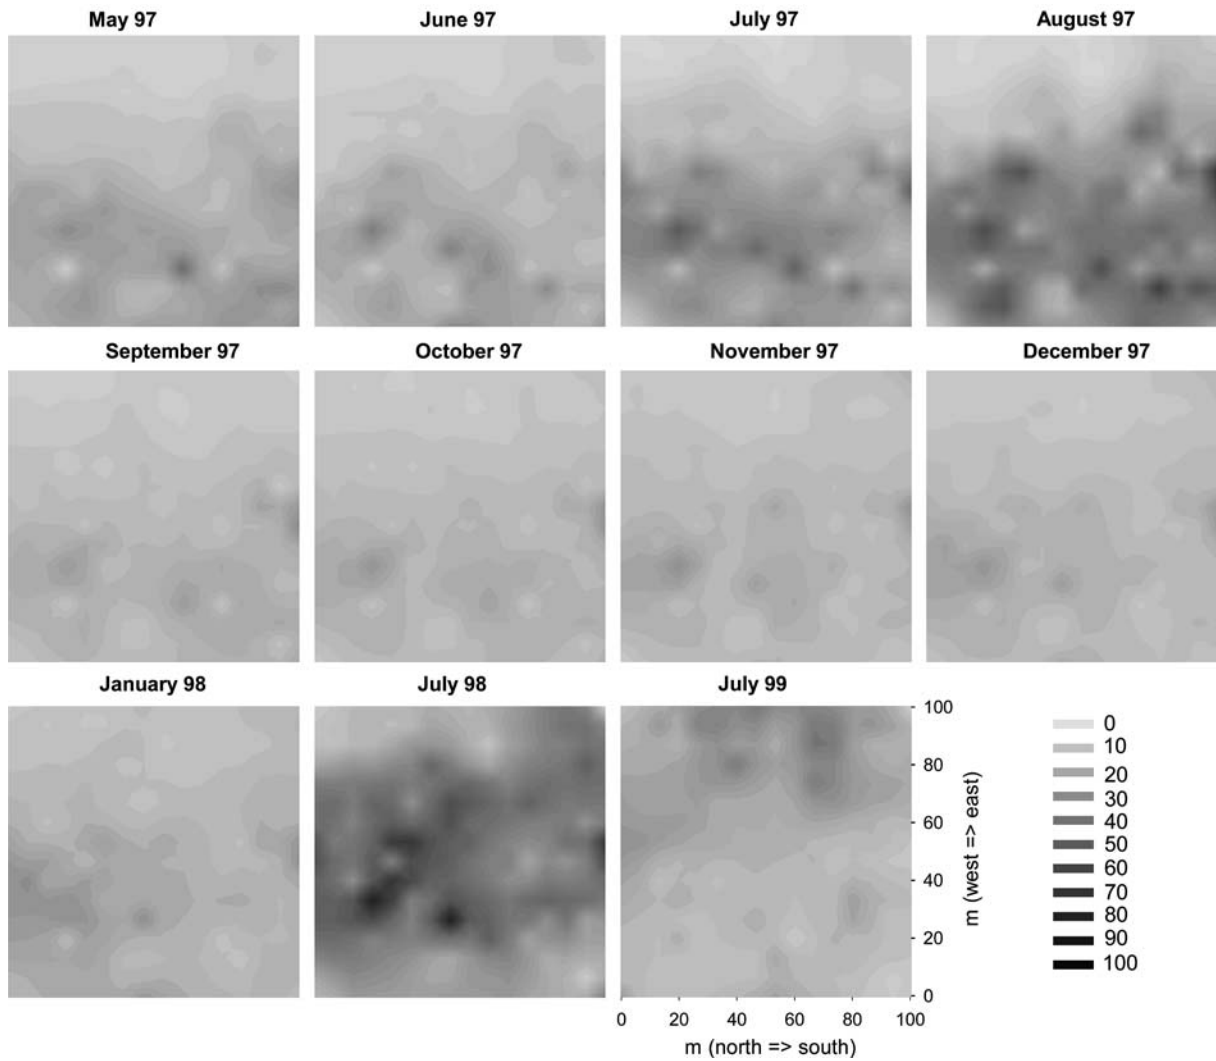 May 97 June 97 July 97 August 97
September 97 October 97 November 97 December 97
January 98 July 98 July 99
100
80
60
40
20
0
m (west => east)
0 20 40 60 80 100
m (north => south)
0
10
20
30
40
50
60
70
80
90
100